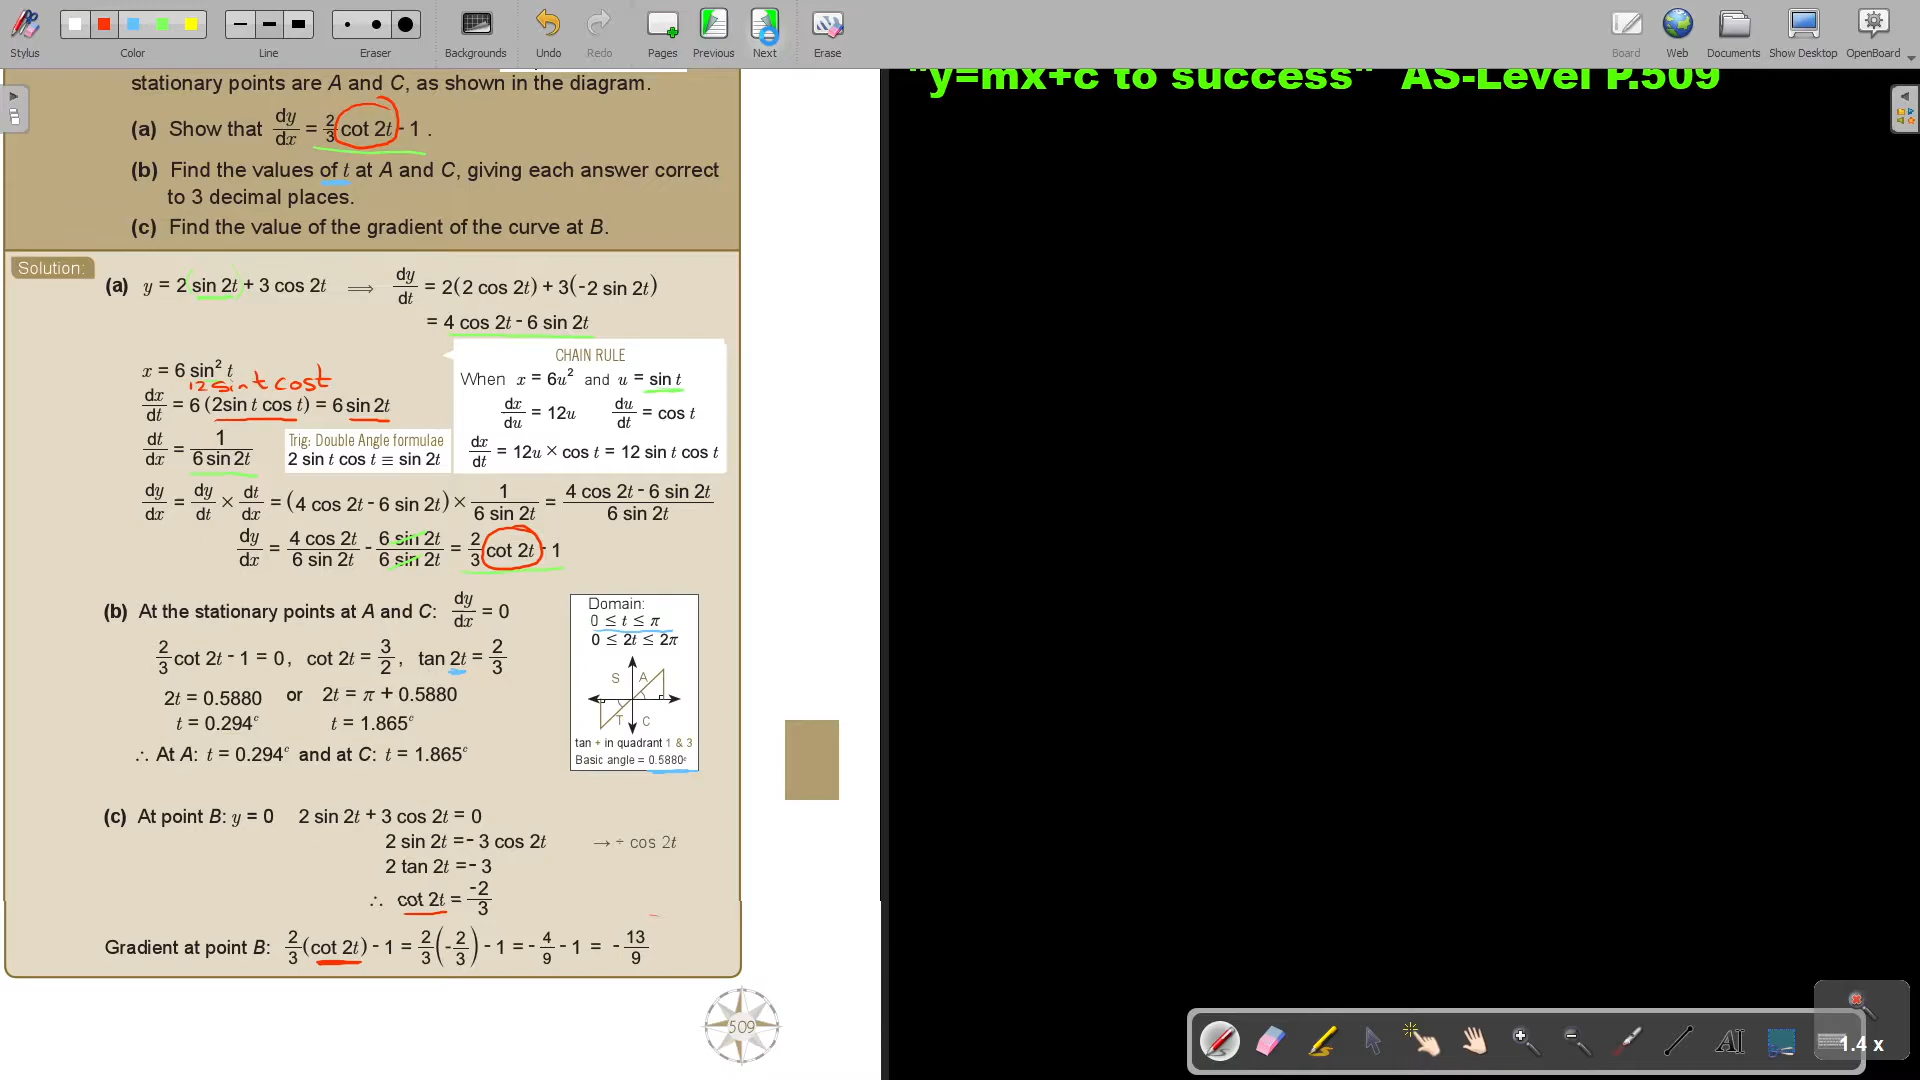 Stylus Color Line Eraser Backgrounds Undo Redo Pages Previous Next Erase Board Web Documents Show Desktop OpenBoard
"y=mx+c to success" AS-Level P.509
stationary points are A and C, as shown in the diagram.
(a) Show that dy/dx = 2/3 cot 2t - 1 .
(b) Find the values of t at A and C, giving each answer correct
to 3 decimal places.
(c) Find the value of the gradient of the curve at B.
Solution:
(a) y = 2 sin 2t + 3 cos 2t ⟹ dy/dt = 2(2 cos 2t) + 3(-2 sin 2t)
= 4 cos 2t - 6 sin 2t
x = 6 sin² t
12 sin t cos t
dx/dt = 6 (2sin t cos t) = 6 sin 2t
dt/dx = 1/(6 sin 2t)
Trig: Double Angle formulae
2 sin t cos t ≡ sin 2t
CHAIN RULE
When x = 6u² and u = sin t
dx/du = 12u du/dt = cos t
dx/dt = 12u × cos t = 12 sin t cos t
dy/dx = dy/dt × dt/dx = (4 cos 2t - 6 sin 2t) × 1/(6 sin 2t) = (4 cos 2t - 6 sin 2t)/(6 sin 2t)
dy/dx = (4 cos 2t)/(6 sin 2t) - (6 sin 2t)/(6 sin 2t) = 2/3 cot 2t - 1
(b) At the stationary points at A and C: dy/dx = 0
2/3 cot 2t - 1 = 0, cot 2t = 3/2, tan 2t = 2/3
2t = 0.5880 or 2t = π + 0.5880
t = 0.294ᶜ t = 1.865ᶜ
∴ At A: t = 0.294ᶜ and at C: t = 1.865ᶜ
Domain:
0 ≤ t ≤ π
0 ≤ 2t ≤ 2π
S A
T C
tan + in quadrant 1 & 3
Basic angle = 0.5880ᶜ
(c) At point B: y = 0 2 sin 2t + 3 cos 2t = 0
2 sin 2t = - 3 cos 2t → ÷ cos 2t
2 tan 2t = - 3
∴ cot 2t = -2/3
Gradient at point B: 2/3 (cot 2t) - 1 = 2/3 (-2/3) - 1 = - 4/9 - 1 = - 13/9
509
1.4 x